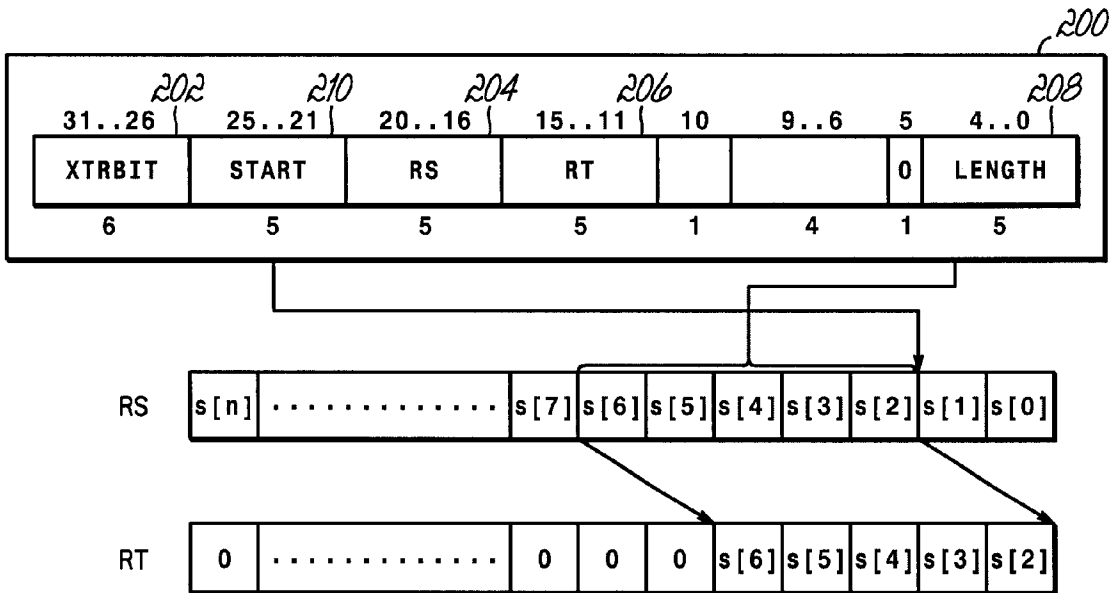 200
202 210 204 206 208
31..26 25..21 20..16 15..11 10 9..6 5 4..0
XTRBIT START RS RT 0 LENGTH
6 5 5 5 1 4 1 5
RS s[n] ............. s[7] s[6] s[5] s[4] s[3] s[2] s[1] s[0]
RT 0 ............. 0 0 0 s[6] s[5] s[4] s[3] s[2]